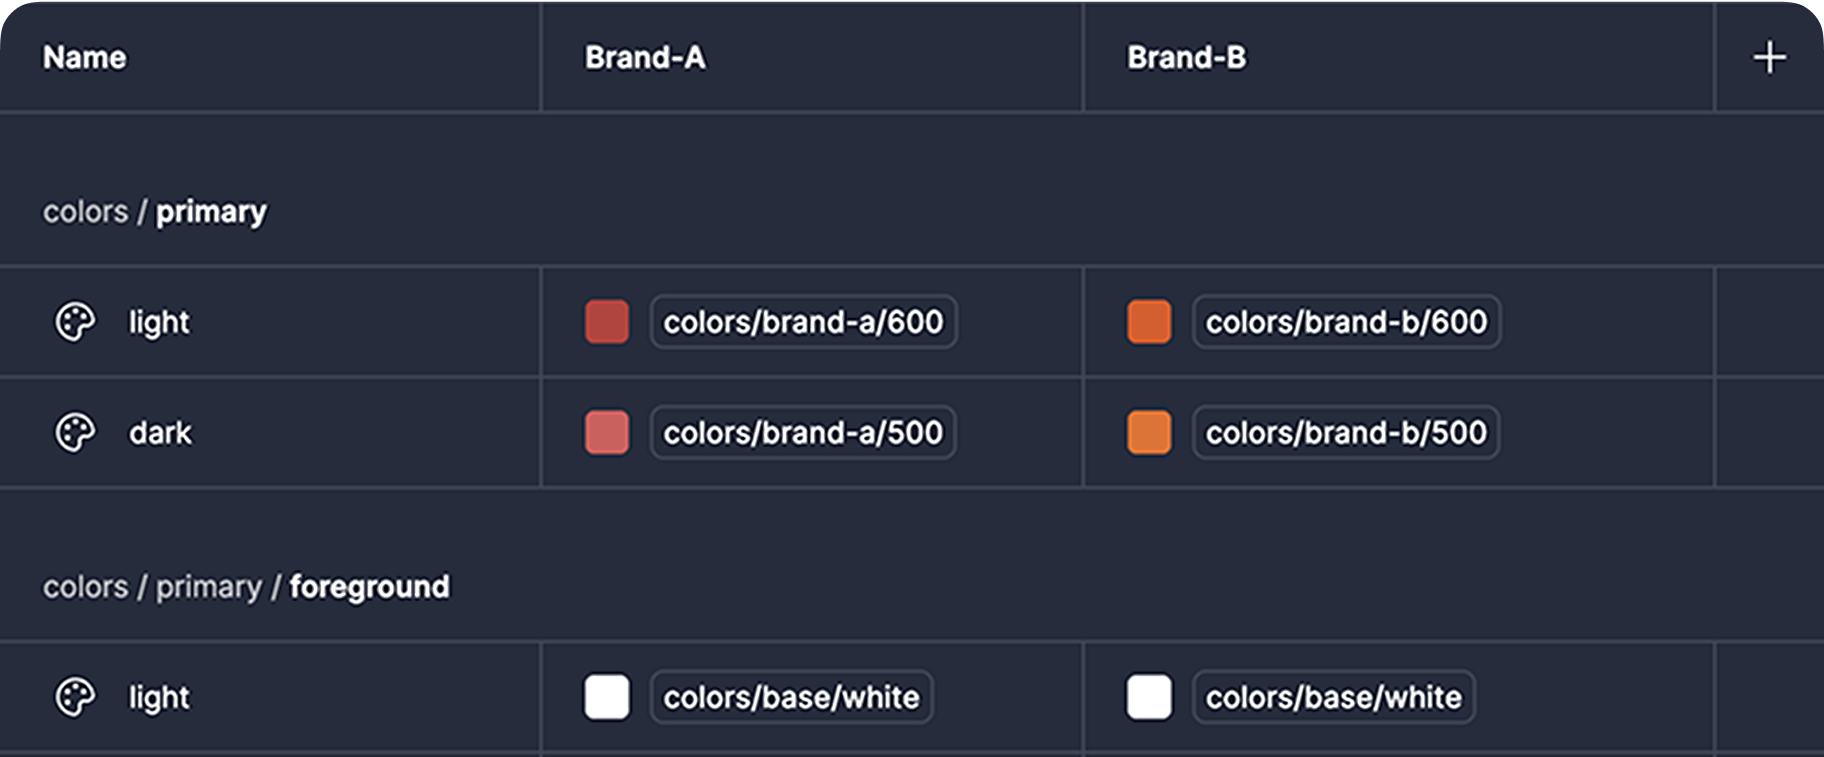 Name Brand-A Brand-B +
colors / primary
light colors/brand-a/600 colors/brand-b/600
dark colors/brand-a/500 colors/brand-b/500
colors / primary / foreground
light colors/base/white colors/base/white